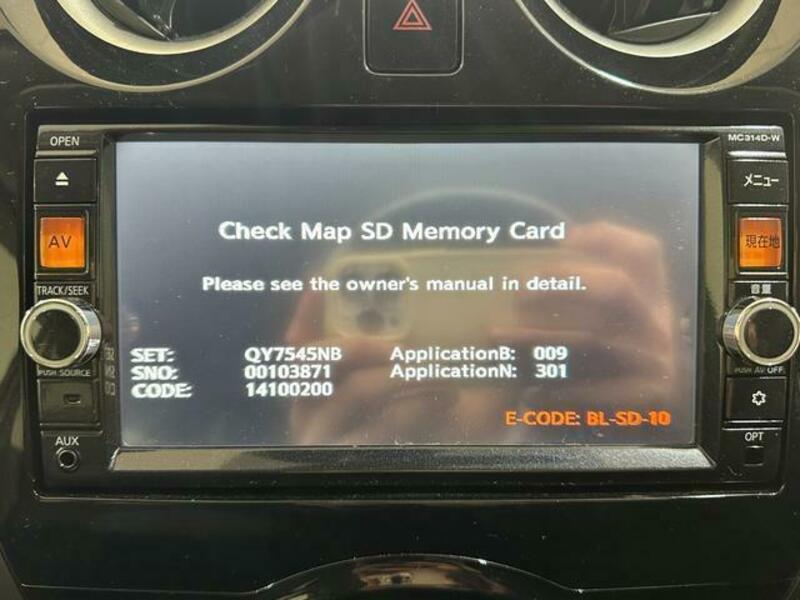 OPEN
MC314D-W
メニュー
AV
現在地
TRACK/SEEK
音量
Check Map SD Memory Card
Please see the owner's manual in detail.
SET: QY7545NB ApplicationB: 009
SNO: 00103871 ApplicationN: 301
CODE: 14100200
E-CODE: BL-SD-10
PUSH SOURCE
PUSH AV OFF
AUX
OPT